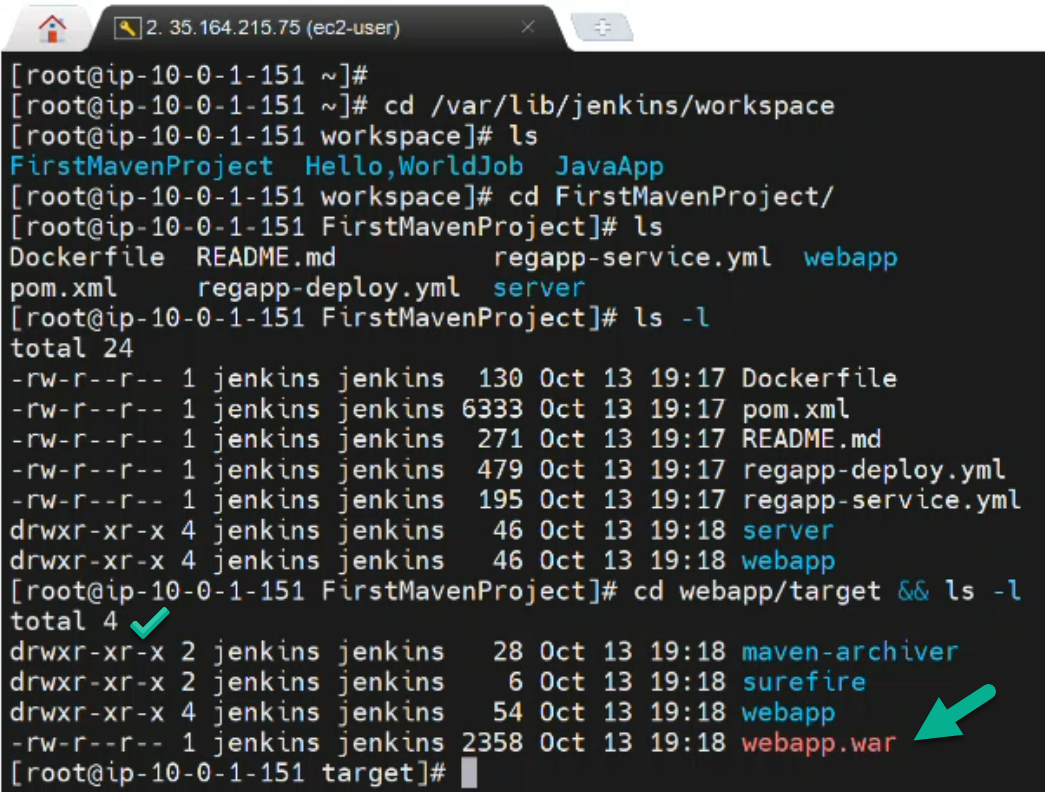 2. 35.164.215.75 (ec2-user)
[root@ip-10-0-1-151 ~]#
[root@ip-10-0-1-151 ~]# cd /var/lib/jenkins/workspace
[root@ip-10-0-1-151 workspace]# ls
FirstMavenProject  Hello,WorldJob  JavaApp
[root@ip-10-0-1-151 workspace]# cd FirstMavenProject/
[root@ip-10-0-1-151 FirstMavenProject]# ls
Dockerfile  README.md          regapp-service.yml  webapp
pom.xml     regapp-deploy.yml  server
[root@ip-10-0-1-151 FirstMavenProject]# ls -l
total 24
-rw-r--r-- 1 jenkins jenkins  130 Oct 13 19:17 Dockerfile
-rw-r--r-- 1 jenkins jenkins 6333 Oct 13 19:17 pom.xml
-rw-r--r-- 1 jenkins jenkins  271 Oct 13 19:17 README.md
-rw-r--r-- 1 jenkins jenkins  479 Oct 13 19:17 regapp-deploy.yml
-rw-r--r-- 1 jenkins jenkins  195 Oct 13 19:17 regapp-service.yml
drwxr-xr-x 4 jenkins jenkins   46 Oct 13 19:18 server
drwxr-xr-x 4 jenkins jenkins   46 Oct 13 19:18 webapp
[root@ip-10-0-1-151 FirstMavenProject]# cd webapp/target && ls -l
total 4
drwxr-xr-x 2 jenkins jenkins   28 Oct 13 19:18 maven-archiver
drwxr-xr-x 2 jenkins jenkins    6 Oct 13 19:18 surefire
drwxr-xr-x 4 jenkins jenkins   54 Oct 13 19:18 webapp
-rw-r--r-- 1 jenkins jenkins 2358 Oct 13 19:18 webapp.war
[root@ip-10-0-1-151 target]#